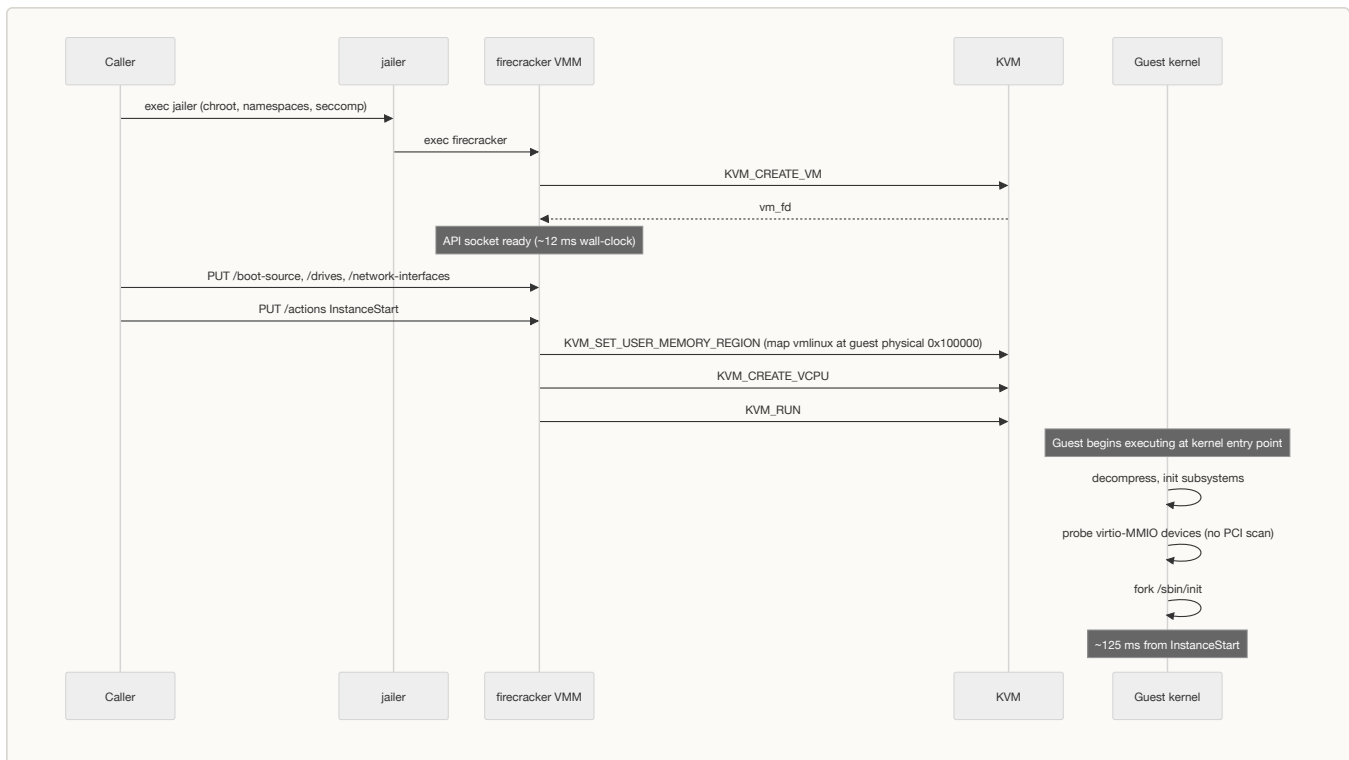 Caller
jailer
firecracker VMM
KVM
Guest kernel
exec jailer (chroot, namespaces, seccomp)
exec firecracker
KVM_CREATE_VM
vm_fd
API socket ready (~12 ms wall-clock)
PUT /boot-source, /drives, /network-interfaces
PUT /actions InstanceStart
KVM_SET_USER_MEMORY_REGION (map vmlinux at guest physical 0x100000)
KVM_CREATE_VCPU
KVM_RUN
Guest begins executing at kernel entry point
decompress, init subsystems
probe virtio-MMIO devices (no PCI scan)
fork /sbin/init
~125 ms from InstanceStart
Caller
jailer
firecracker VMM
KVM
Guest kernel